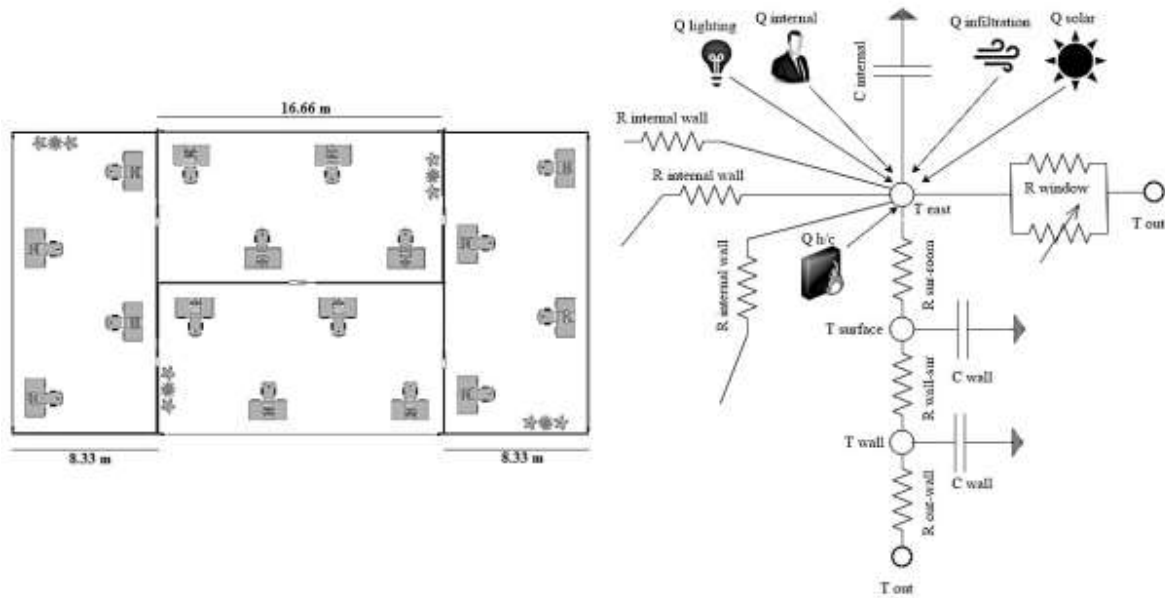 16.66 m
8.33 m
8.33 m
Q lighting
Q internal
C internal
Q infiltration
Q solar
R internal wall
R internal wall
R internal wall
Q h/c
T east
R window
T out
R sur-room
T surface
C wall
R wall-sur
T wall
C wall
R out-wall
T out